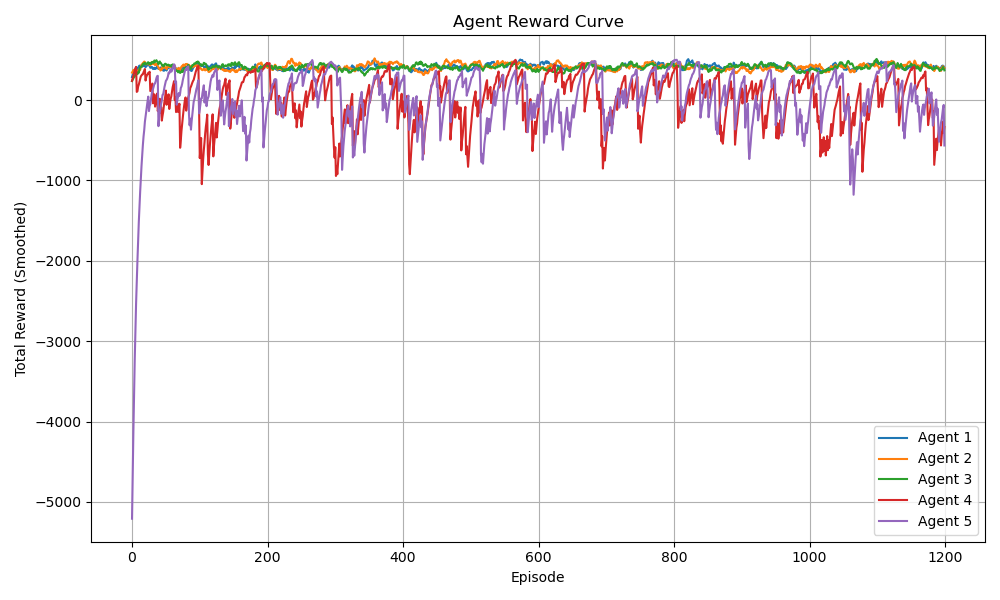 Agent Reward Curve
Total Reward (Smoothed)
0
−1000
−2000
−3000
−4000
−5000
0 200 400 600 800 1000 1200
Episode
Agent 1
Agent 2
Agent 3
Agent 4
Agent 5